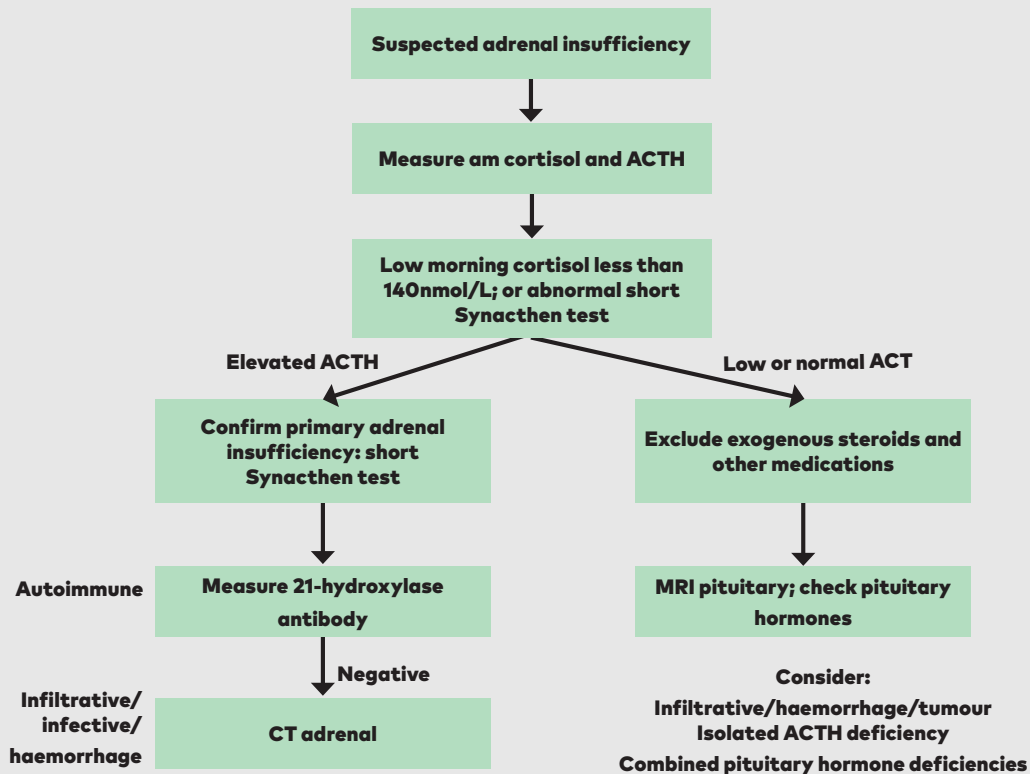 Suspected adrenal insufficiency
Measure am cortisol and ACTH
Low morning cortisol less than
140nmol/L; or abnormal short
Synacthen test
Elevated ACTH
Low or normal ACT
Confirm primary adrenal
insufficiency: short
Synacthen test
Exclude exogenous steroids and
other medications
Autoimmune
Measure 21-hydroxylase
antibody
MRI pituitary; check pituitary
hormones
Negative
Infiltrative/
infective/
haemorrhage
CT adrenal
Consider:
Infiltrative/haemorrhage/tumour
Isolated ACTH deficiency
Combined pituitary hormone deficiencies